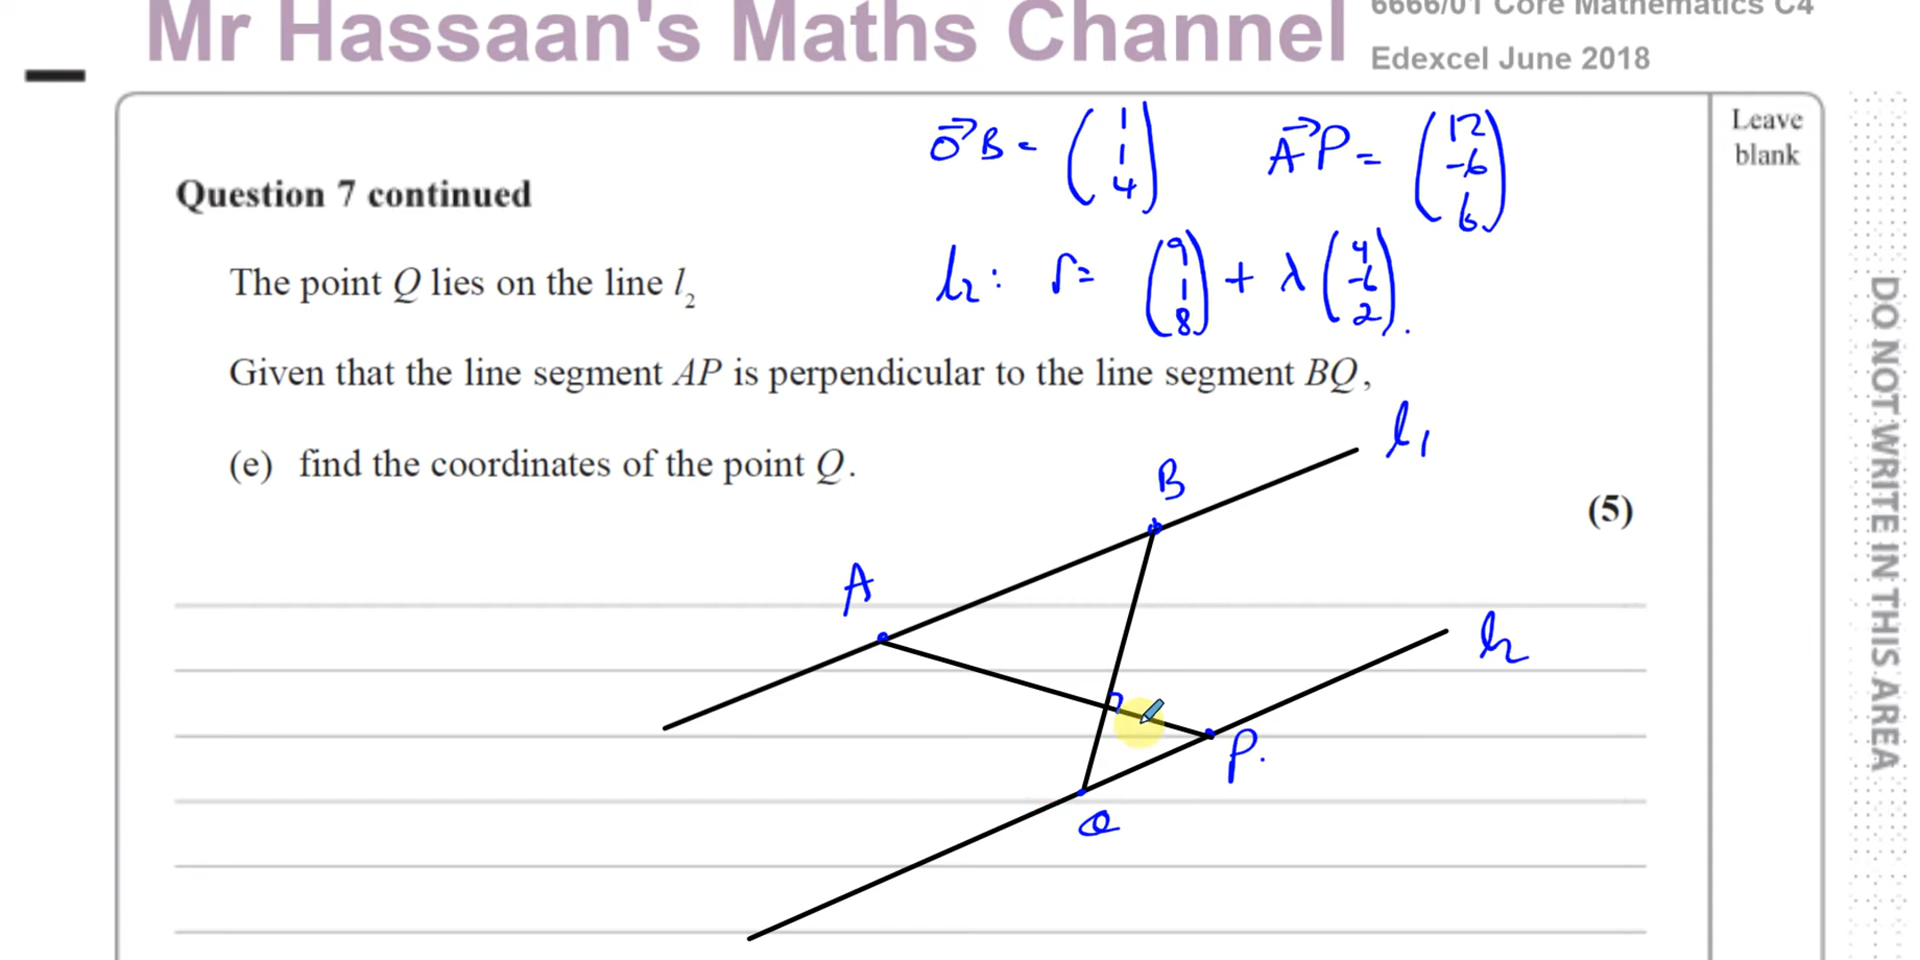 Mr Hassaan's Maths Channel
6666/01 Core Mathematics C4
Edexcel June 2018
Leave
blank
Question 7 continued
OB = (1 1 4) AP = (12 -6 6)
The point Q lies on the line l₂
l₂: r = (9 1 8) + λ(4 -6 2).
Given that the line segment AP is perpendicular to the line segment BQ,
(e) find the coordinates of the point Q.
(5)
l₁
B
A
l₂
P.
Q
DO NOT WRITE IN THIS AREA